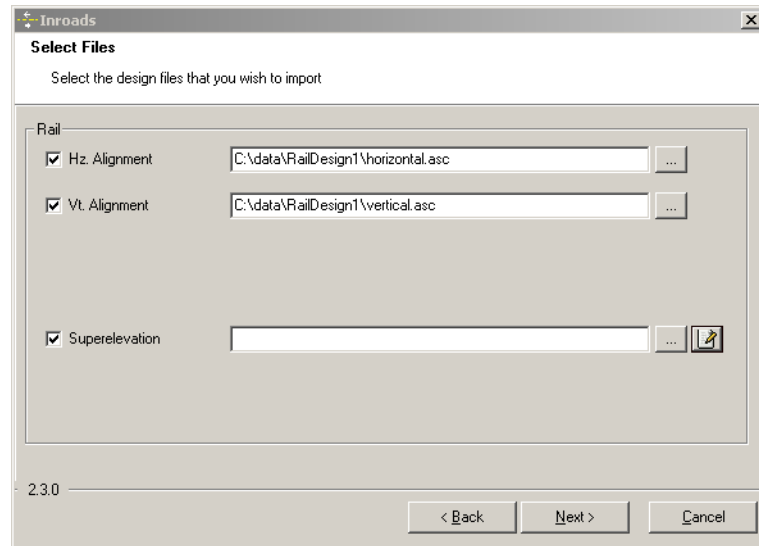 Inroads
Select Files
Select the design files that you wish to import
Rail
Hz. Alignment C:\data\RailDesign1\horizontal.asc ...
Vt. Alignment C:\data\RailDesign1\vertical.asc ...
Superelevation ...
2.3.0
< Back Next > Cancel